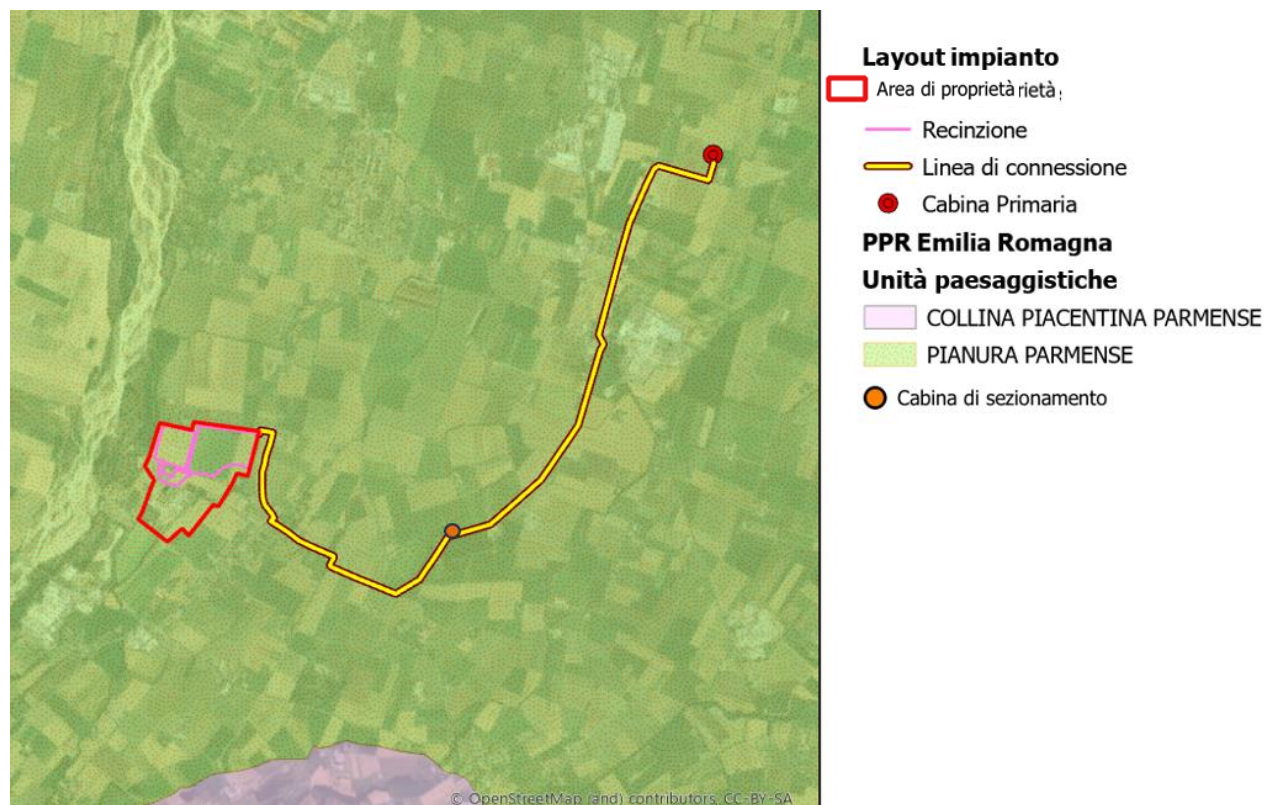 Layout impianto
Area di proprietà rietà :
Recinzione
Linea di connessione
Cabina Primaria
PPR Emilia Romagna
Unità paesaggistiche
COLLINA PIACENTINA PARMENSE
PIANURA PARMENSE
Cabina di sezionamento
© OpenStreetMap (and) contributors, CC-BY-SA